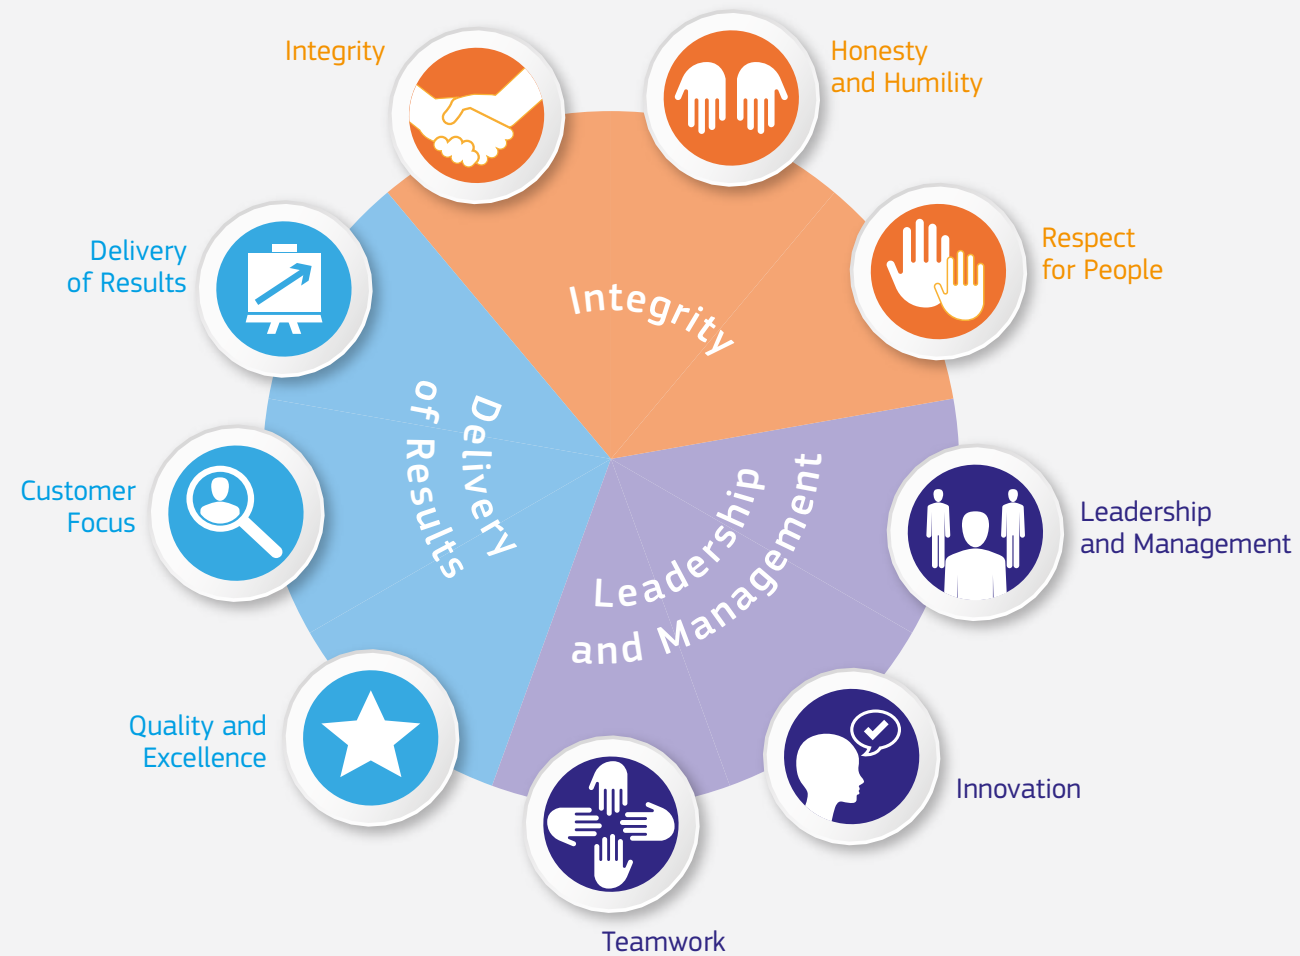 Integrity
Honesty
and Humility
Respect
for People
Delivery
of Results
Integrity
Delivery
of Results
Leadership
and Management
Customer
Focus
Leadership
and Management
Quality and
Excellence
Innovation
Teamwork